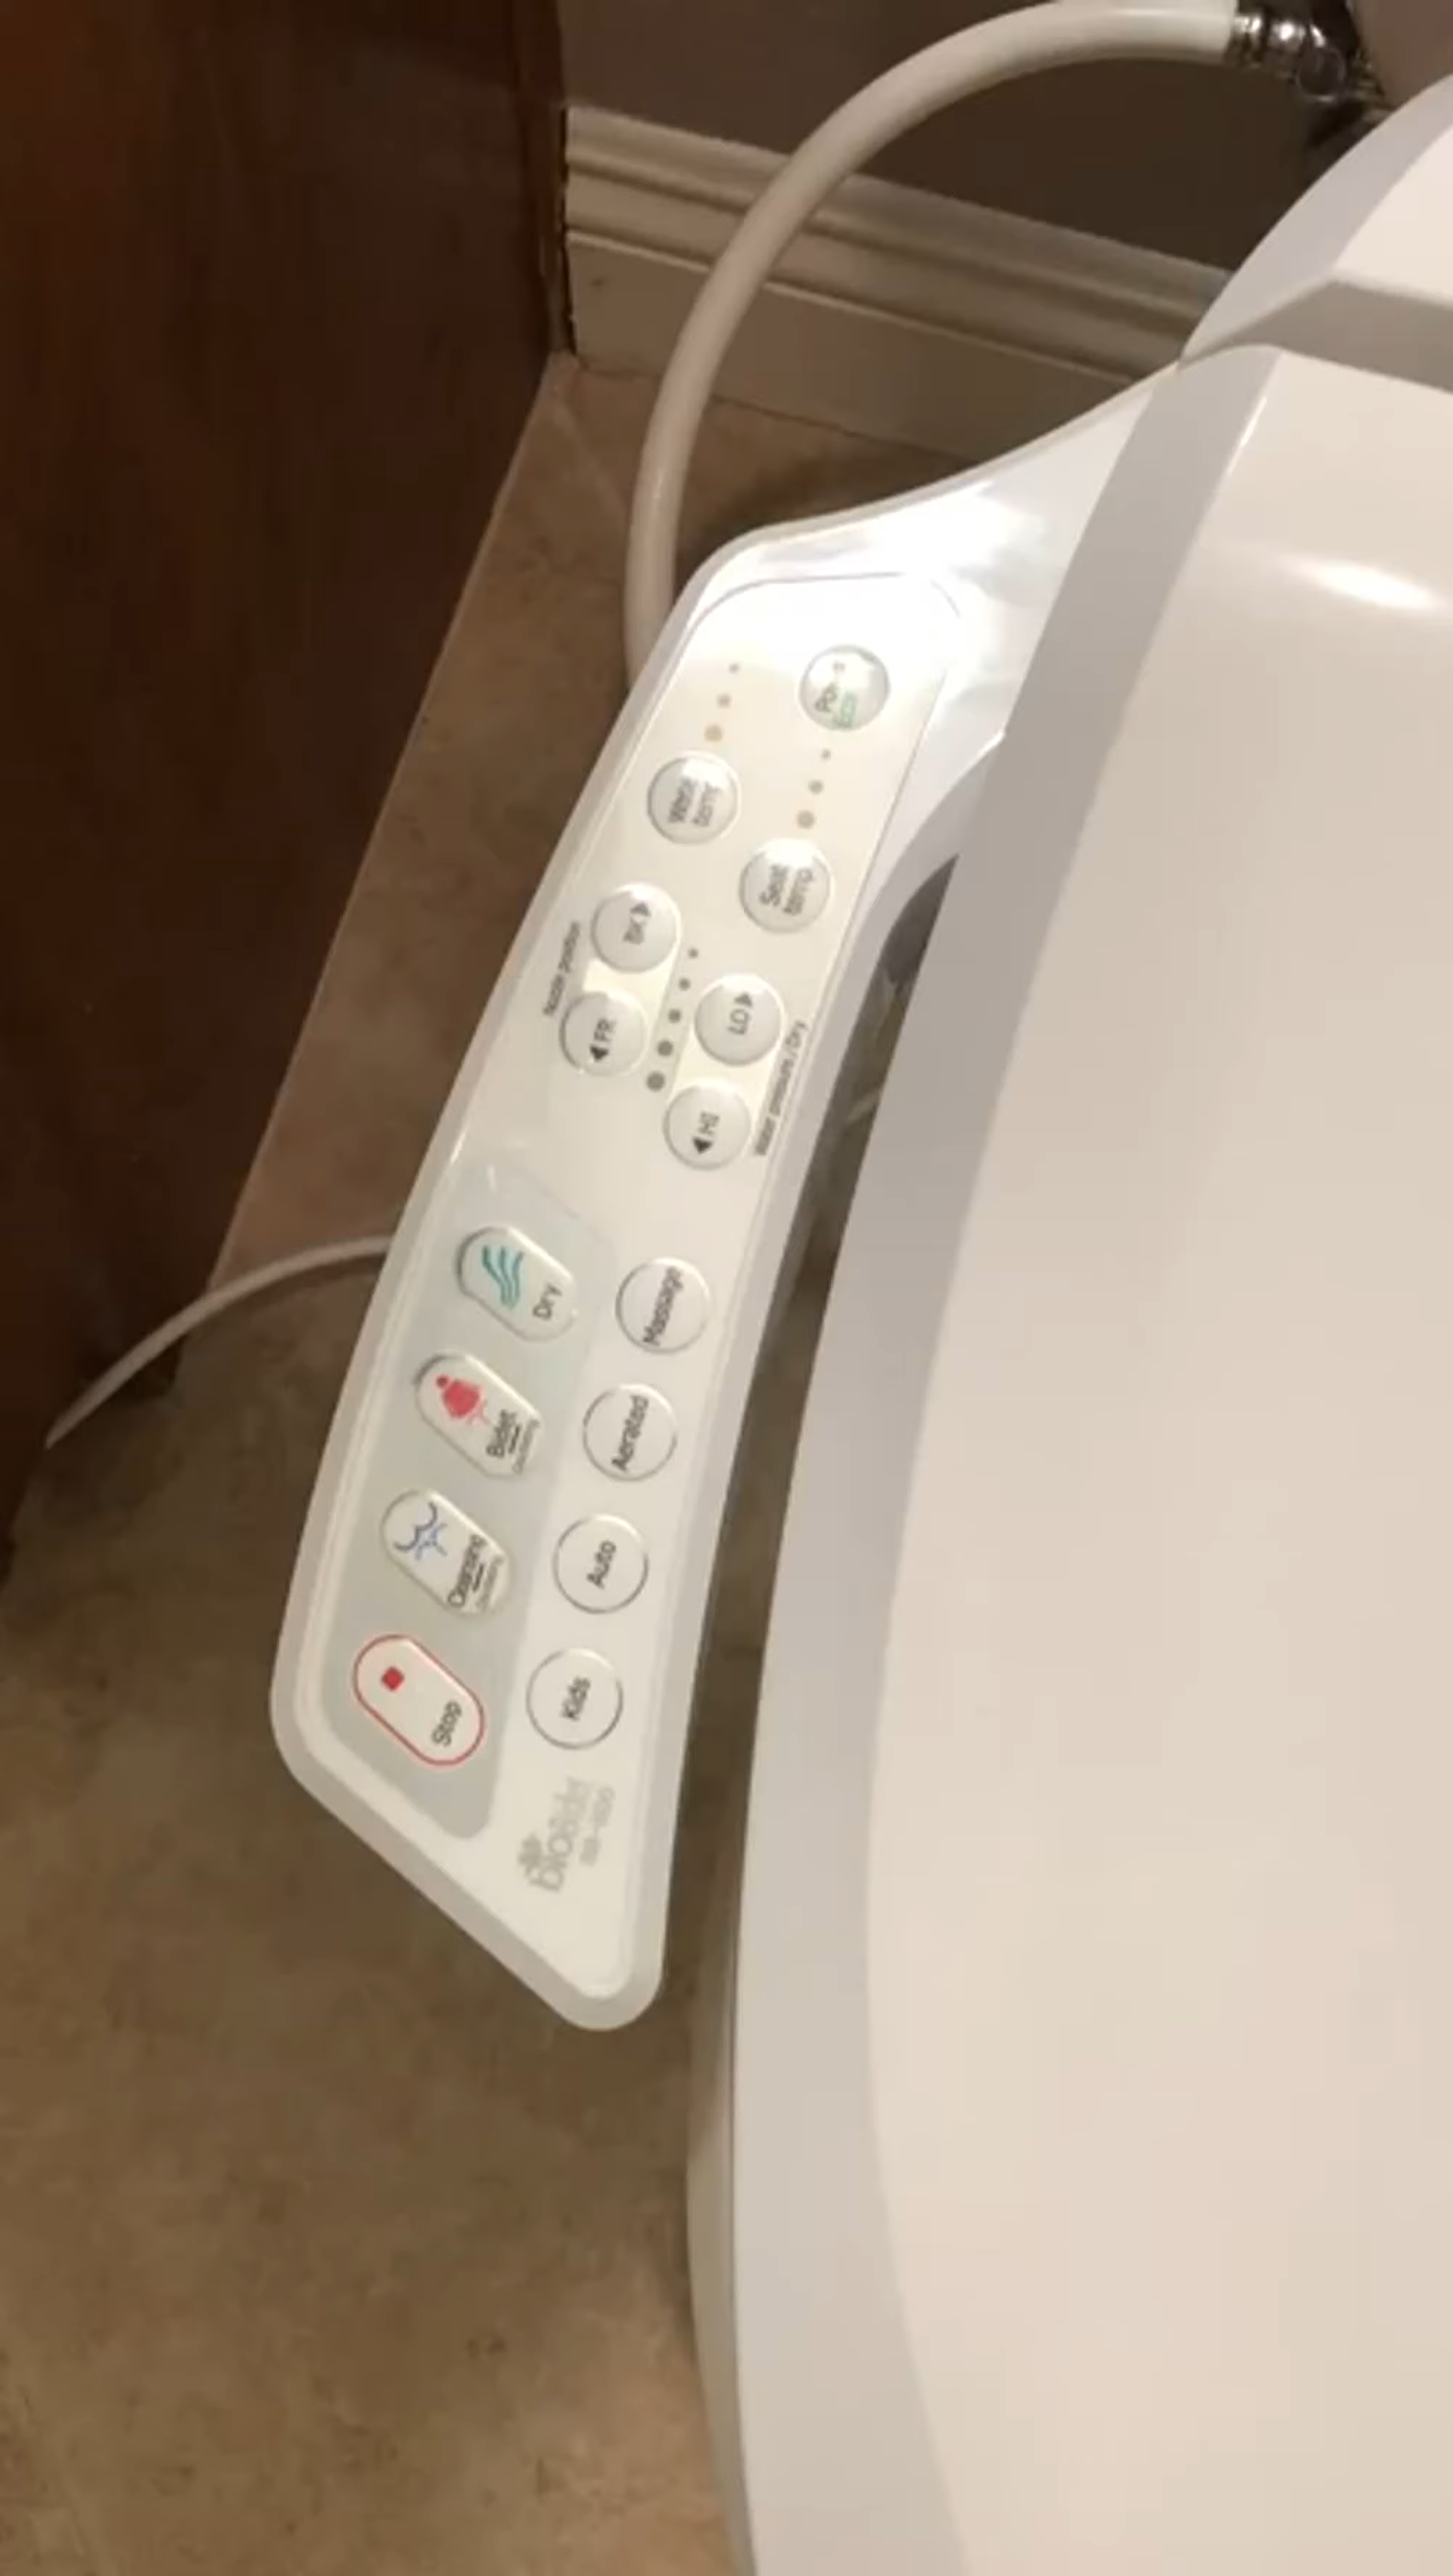 Power
Eco
Water
temp
Seat
temp
Nozzle position
BK
FR
LO
HI
Water pressure / Dry
Dry
Massage
Bidet
Aerated
Cleansing
Auto
Stop
Kids
bioBidet